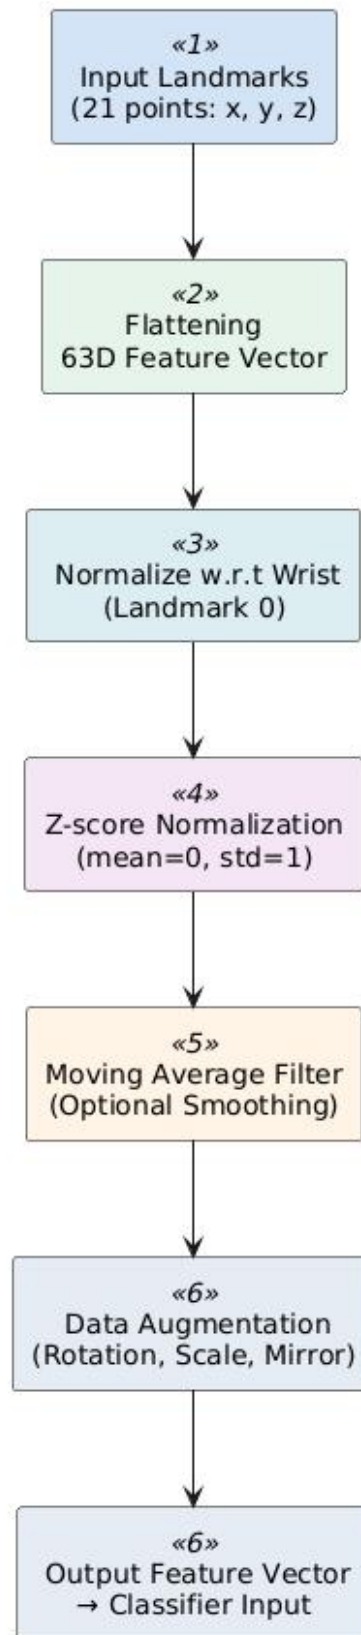 «1»
Input Landmarks
(21 points: x, y, z)
«2»
Flattening
63D Feature Vector
«3»
Normalize w.r.t Wrist
(Landmark 0)
«4»
Z-score Normalization
(mean=0, std=1)
«5»
Moving Average Filter
(Optional Smoothing)
«6»
Data Augmentation
(Rotation, Scale, Mirror)
«6»
Output Feature Vector
→ Classifier Input